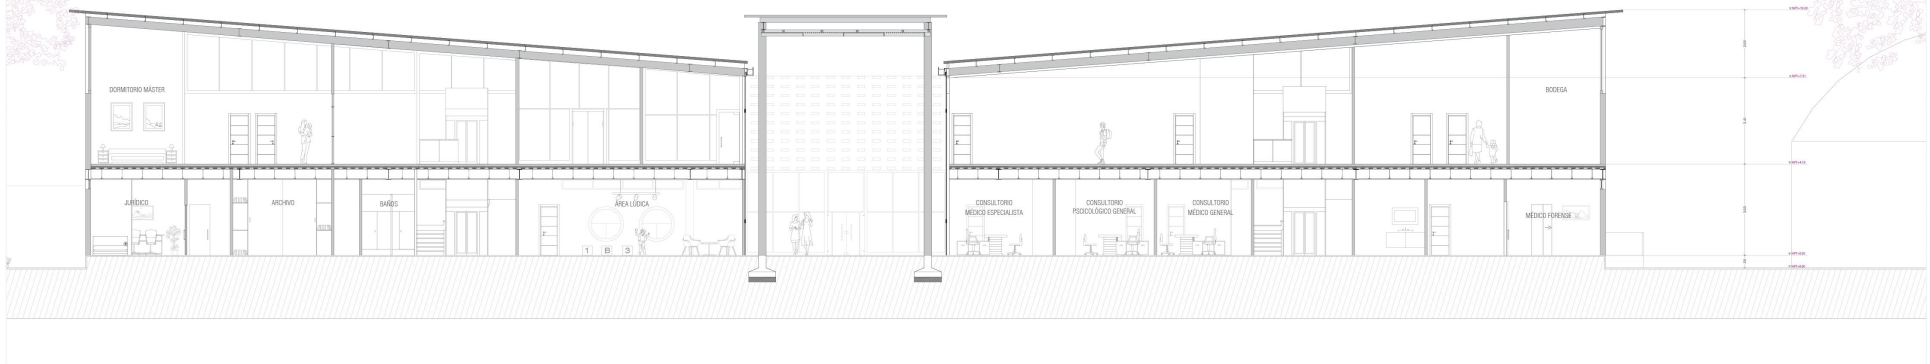 DORMITORIO MÁSTER
BODEGA
JURÍDICO
ARCHIVO
BAÑOS
ÁREA LÚDICA
1 B 3
CONSULTORIO
MÉDICO ESPECIALISTA
CONSULTORIO
PSCICOLÓGICO GENERAL
CONSULTORIO
MÉDICO GENERAL
MÉDICO FORENSE